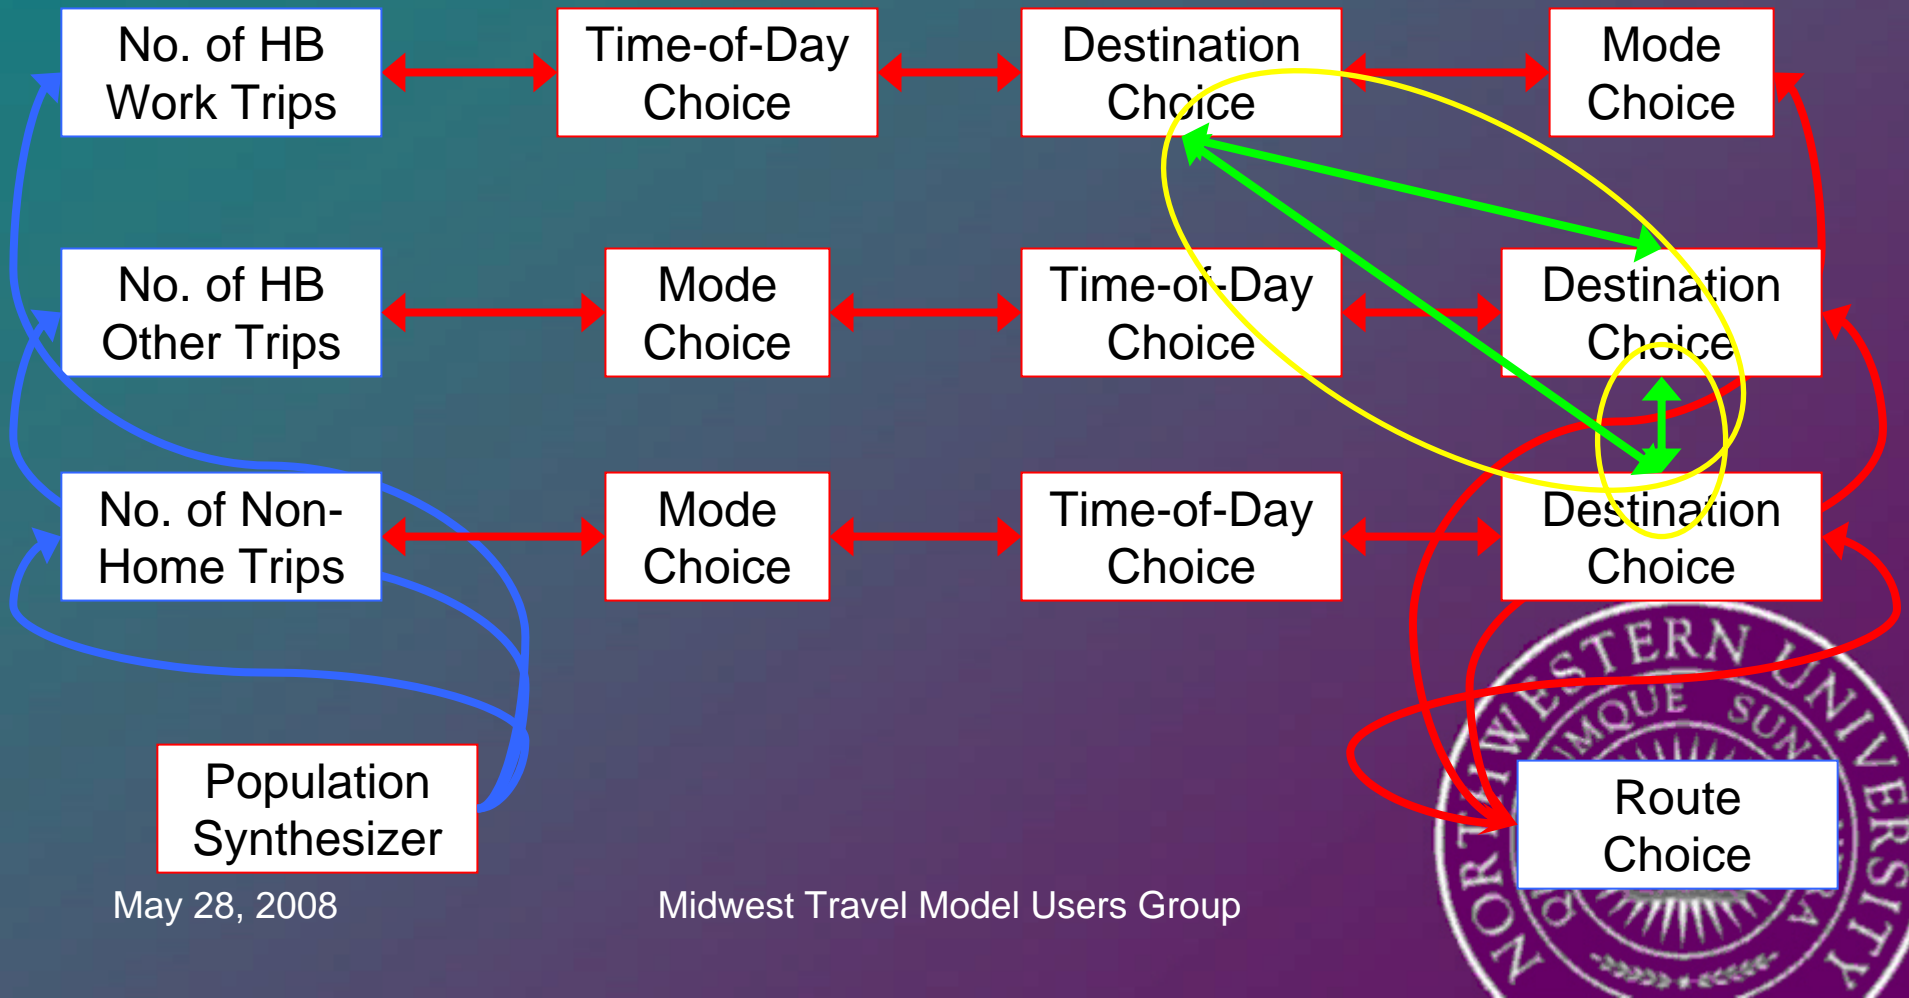 No. of HB
Work Trips
Time-of-Day
Choice
Destination
Choice
Mode
Choice
No. of HB
Other Trips
Mode
Choice
Time-of-Day
Choice
Destination
Choice
No. of Non-
Home Trips
Mode
Choice
Time-of-Day
Choice
Destination
Choice
Population
Synthesizer
Route
Choice
May 28, 2008
Midwest Travel Model Users Group
NORTHWESTERN UNIVERSITY